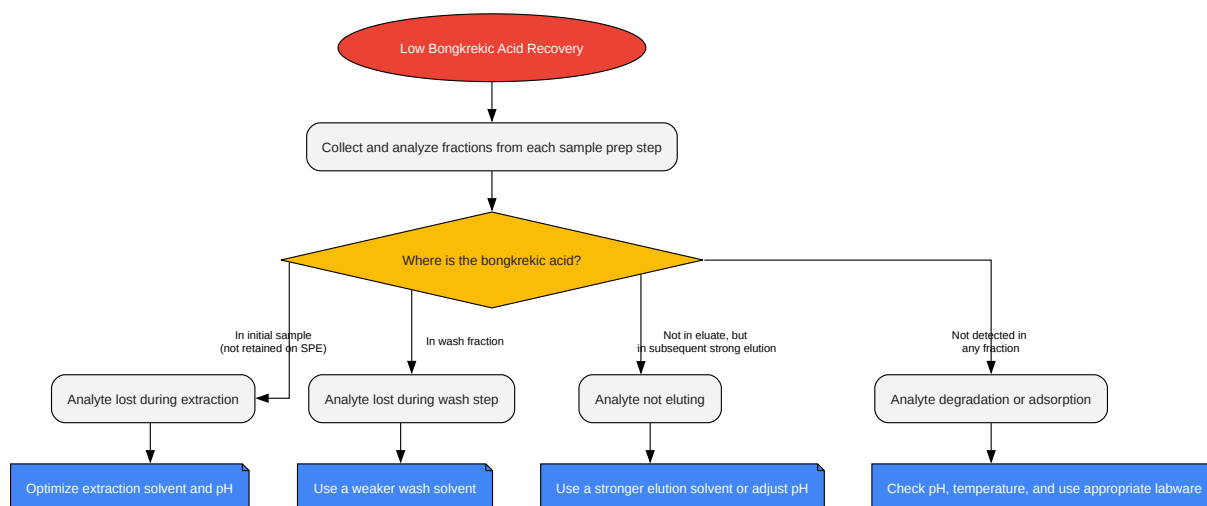 Low Bongkrekic Acid Recovery
Collect and analyze fractions from each sample prep step
Where is the bongkrekic acid?
In initial sample
(not retained on SPE)
In wash fraction
Not in eluate, but
in subsequent strong elution
Not detected in
any fraction
Analyte lost during extraction
Analyte lost during wash step
Analyte not eluting
Analyte degradation or adsorption
Optimize extraction solvent and pH
Use a weaker wash solvent
Use a stronger elution solvent or adjust pH
Check pH, temperature, and use appropriate labware